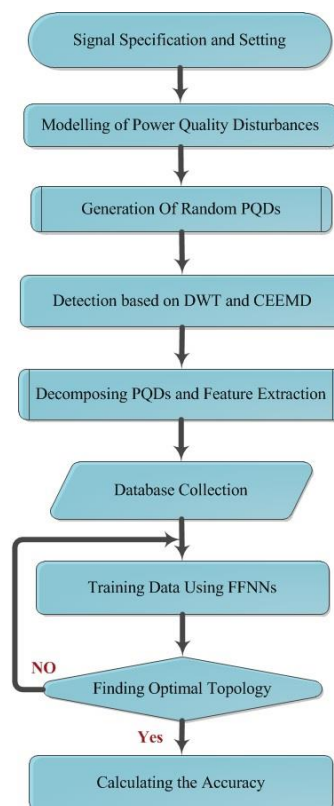 Signal Specification and Setting
Modelling of Power Quality Disturbances
Generation Of Random PQDs
Detection based on DWT and CEEMD
Decomposing PQDs and Feature Extraction
Database Collection
Training Data Using FFNNs
NO
Finding Optimal Topology
Yes
Calculating the Accuracy